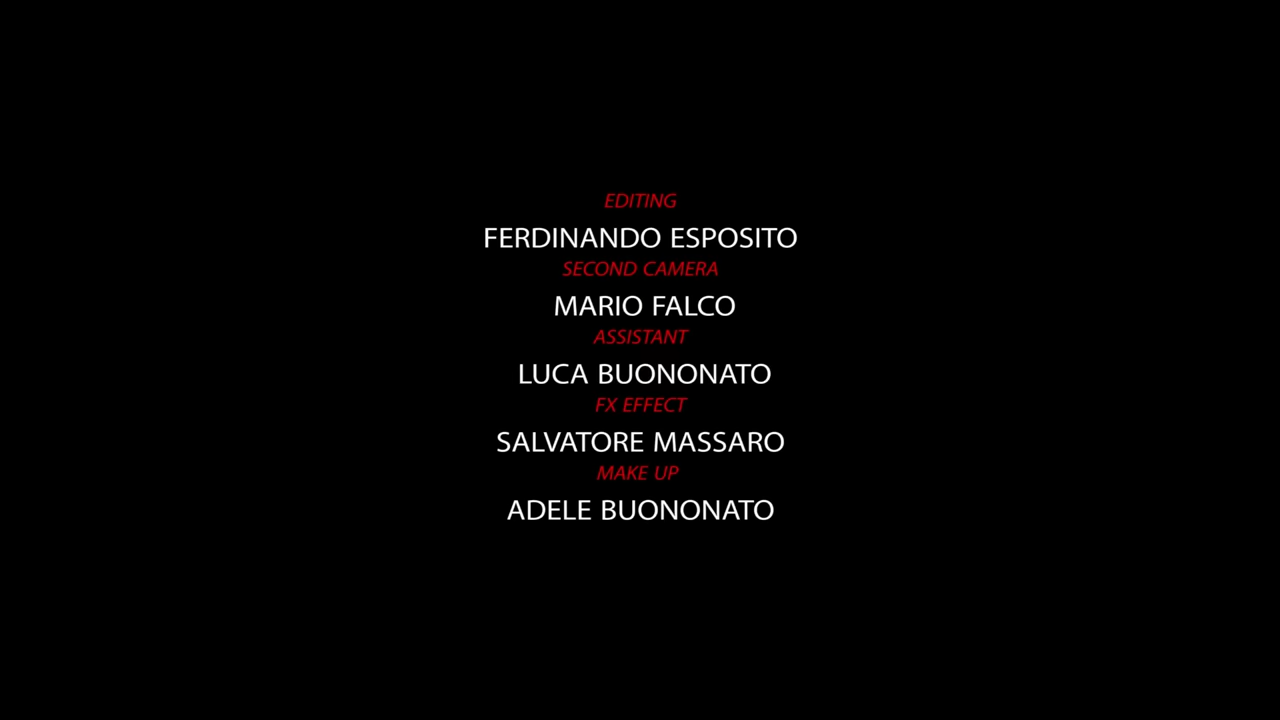 EDITING
FERDINANDO ESPOSITO
SECOND CAMERA
MARIO FALCO
ASSISTANT
LUCA BUONONATO
FX EFFECT
SALVATORE MASSARO
MAKE UP
ADELE BUONONATO